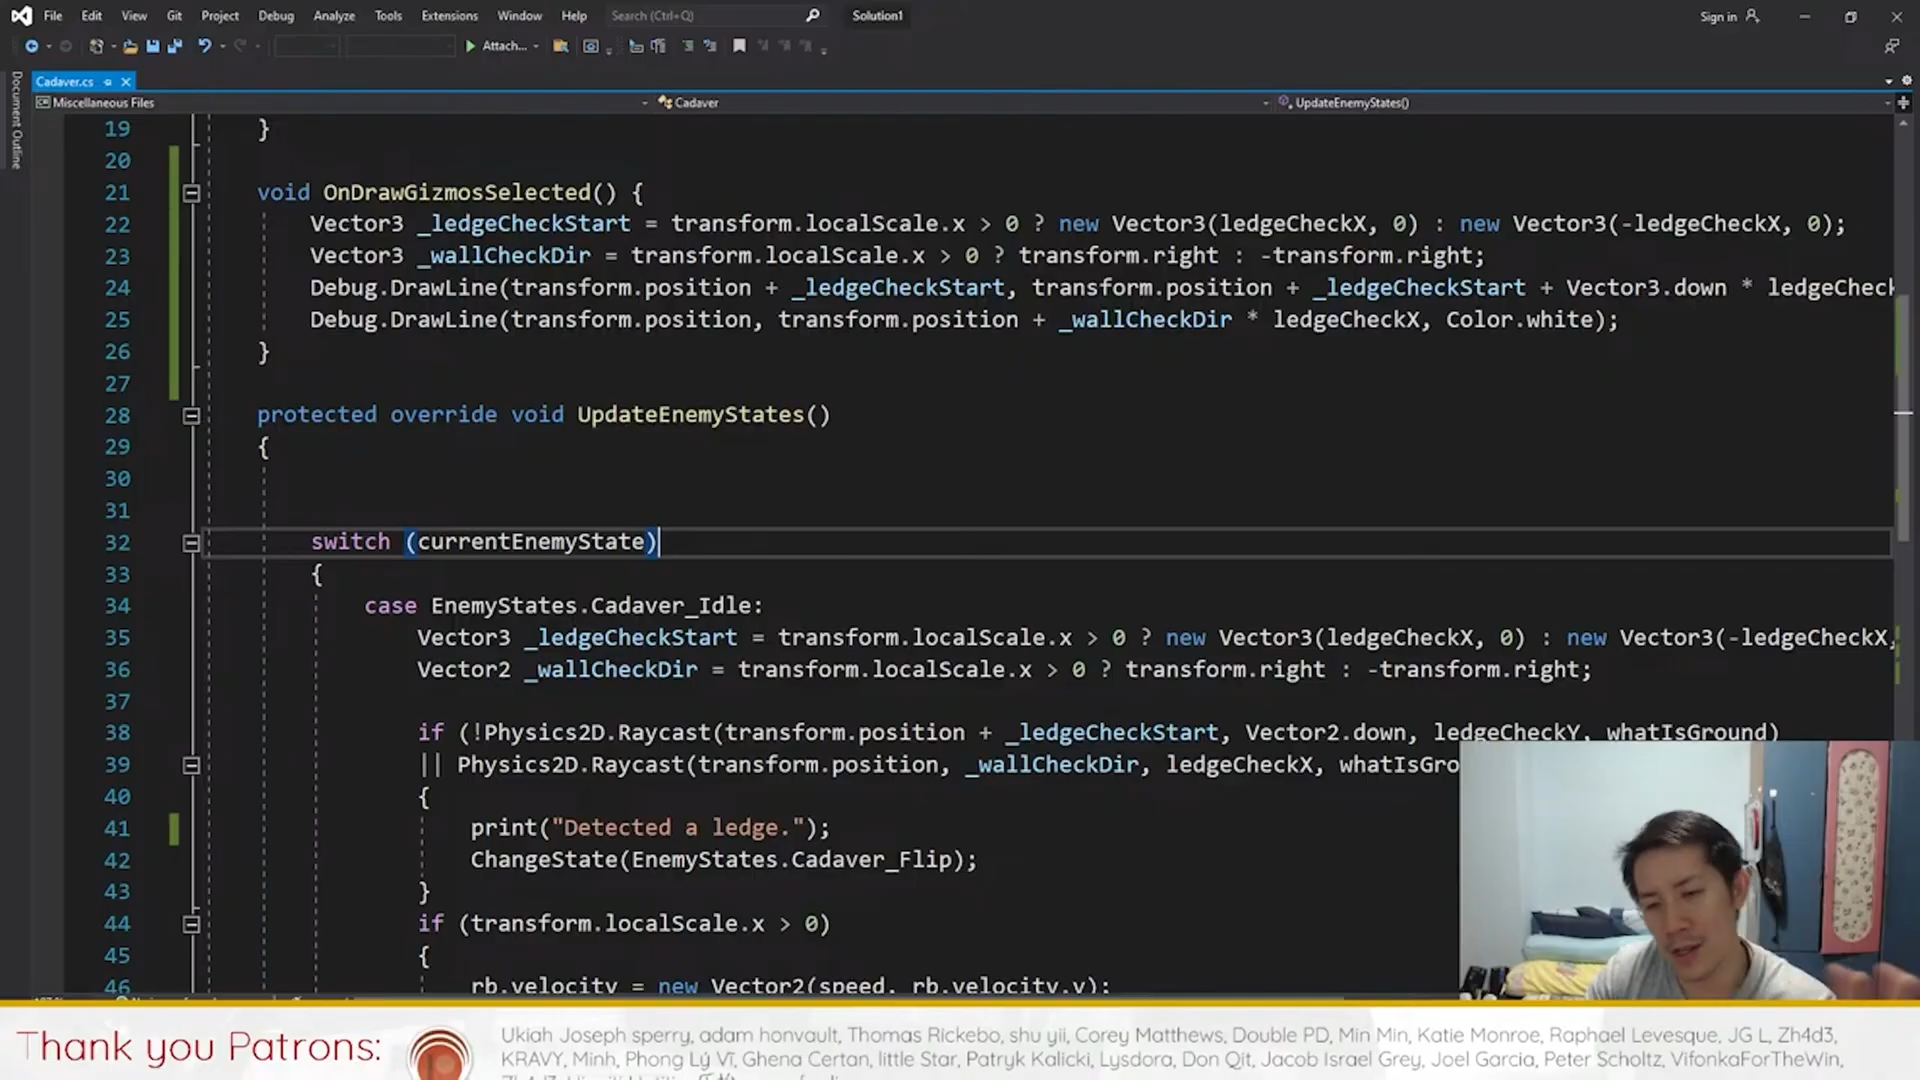 File Edit View Git Project Debug Analyze Tools Extensions Window Help Search (Ctrl+Q) Solution1 Sign in
Attach...
Cadaver.cs
Document Outline
Miscellaneous Files Cadaver UpdateEnemyStates()
19 }
20
21 void OnDrawGizmosSelected() {
22 Vector3 _ledgeCheckStart = transform.localScale.x > 0 ? new Vector3(ledgeCheckX, 0) : new Vector3(-ledgeCheckX, 0);
23 Vector3 _wallCheckDir = transform.localScale.x > 0 ? transform.right : -transform.right;
24 Debug.DrawLine(transform.position + _ledgeCheckStart, transform.position + _ledgeCheckStart + Vector3.down * ledgeCheck
25 Debug.DrawLine(transform.position, transform.position + _wallCheckDir * ledgeCheckX, Color.white);
26 }
27
28 protected override void UpdateEnemyStates()
29 {
30
31
32 switch (currentEnemyState)
33 {
34 case EnemyStates.Cadaver_Idle:
35 Vector3 _ledgeCheckStart = transform.localScale.x > 0 ? new Vector3(ledgeCheckX, 0) : new Vector3(-ledgeCheckX,
36 Vector2 _wallCheckDir = transform.localScale.x > 0 ? transform.right : -transform.right;
37
38 if (!Physics2D.Raycast(transform.position + _ledgeCheckStart, Vector2.down, ledgeCheckY, whatIsGround)
39 || Physics2D.Raycast(transform.position, _wallCheckDir, ledgeCheckX, whatIsGro
40 {
41 print("Detected a ledge.");
42 ChangeState(EnemyStates.Cadaver_Flip);
43 }
44 if (transform.localScale.x > 0)
45 {
46 rb.velocity = new Vector2(speed, rb.velocity.y);
Thank you Patrons:
Ukiah Joseph sperry, adam honvault, Thomas Rickebo, shu yii, Corey Matthews, Double PD, Min Min, Katie Monroe, Raphael Levesque, JG L, Zh4d3,
KRAVY, Minh, Phong Lý Vĩ, Ghena Certan, little Star, Patryk Kalicki, Lysdora, Don Qit, Jacob Israel Grey, Joel Garcia, Peter Scholtz, VifonkaForTheWin,